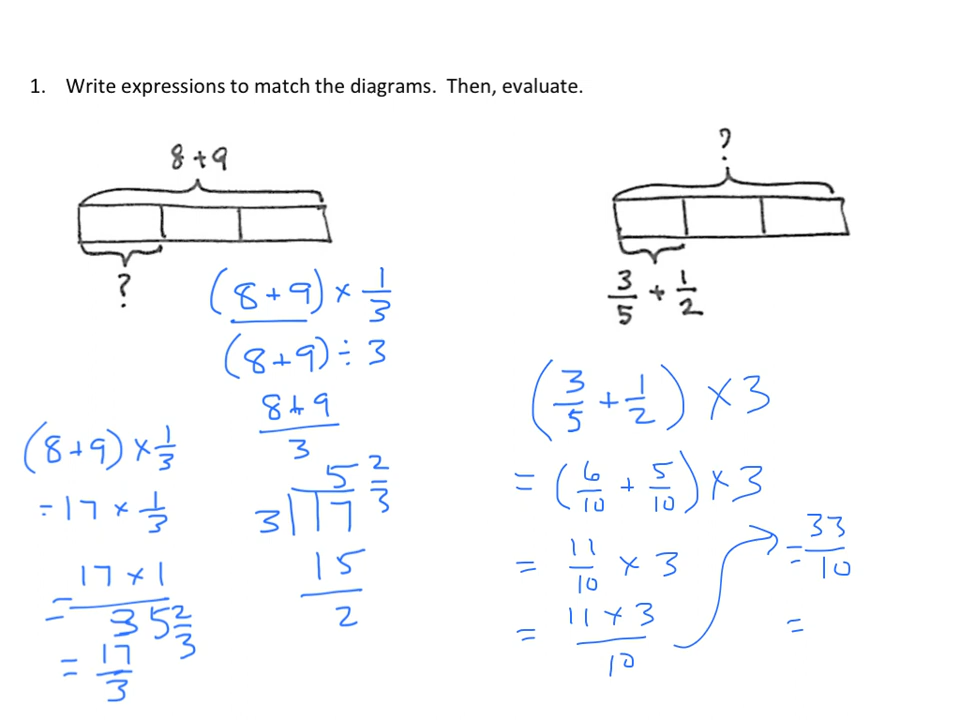 1. Write expressions to match the diagrams. Then, evaluate.
8+9
?
(8+9) × 1/3
(8+9) ÷ 3
8+9/3
(8+9) × 1/3
= 17 × 1/3
= 17 × 1/3
5 2/3
= 17/3
5 2/3
3 17
15
2
?
3/5 + 1/2
(3/5 + 1/2) × 3
= (6/10 + 5/10) × 3
= 11/10 × 3
= 11 × 3/10
= 33/10
=